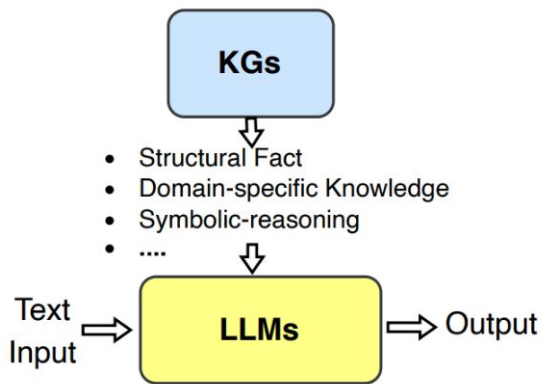 KGs
• Structural Fact
• Domain-specific Knowledge
• Symbolic-reasoning
• ....
Text
Input
LLMs
Output